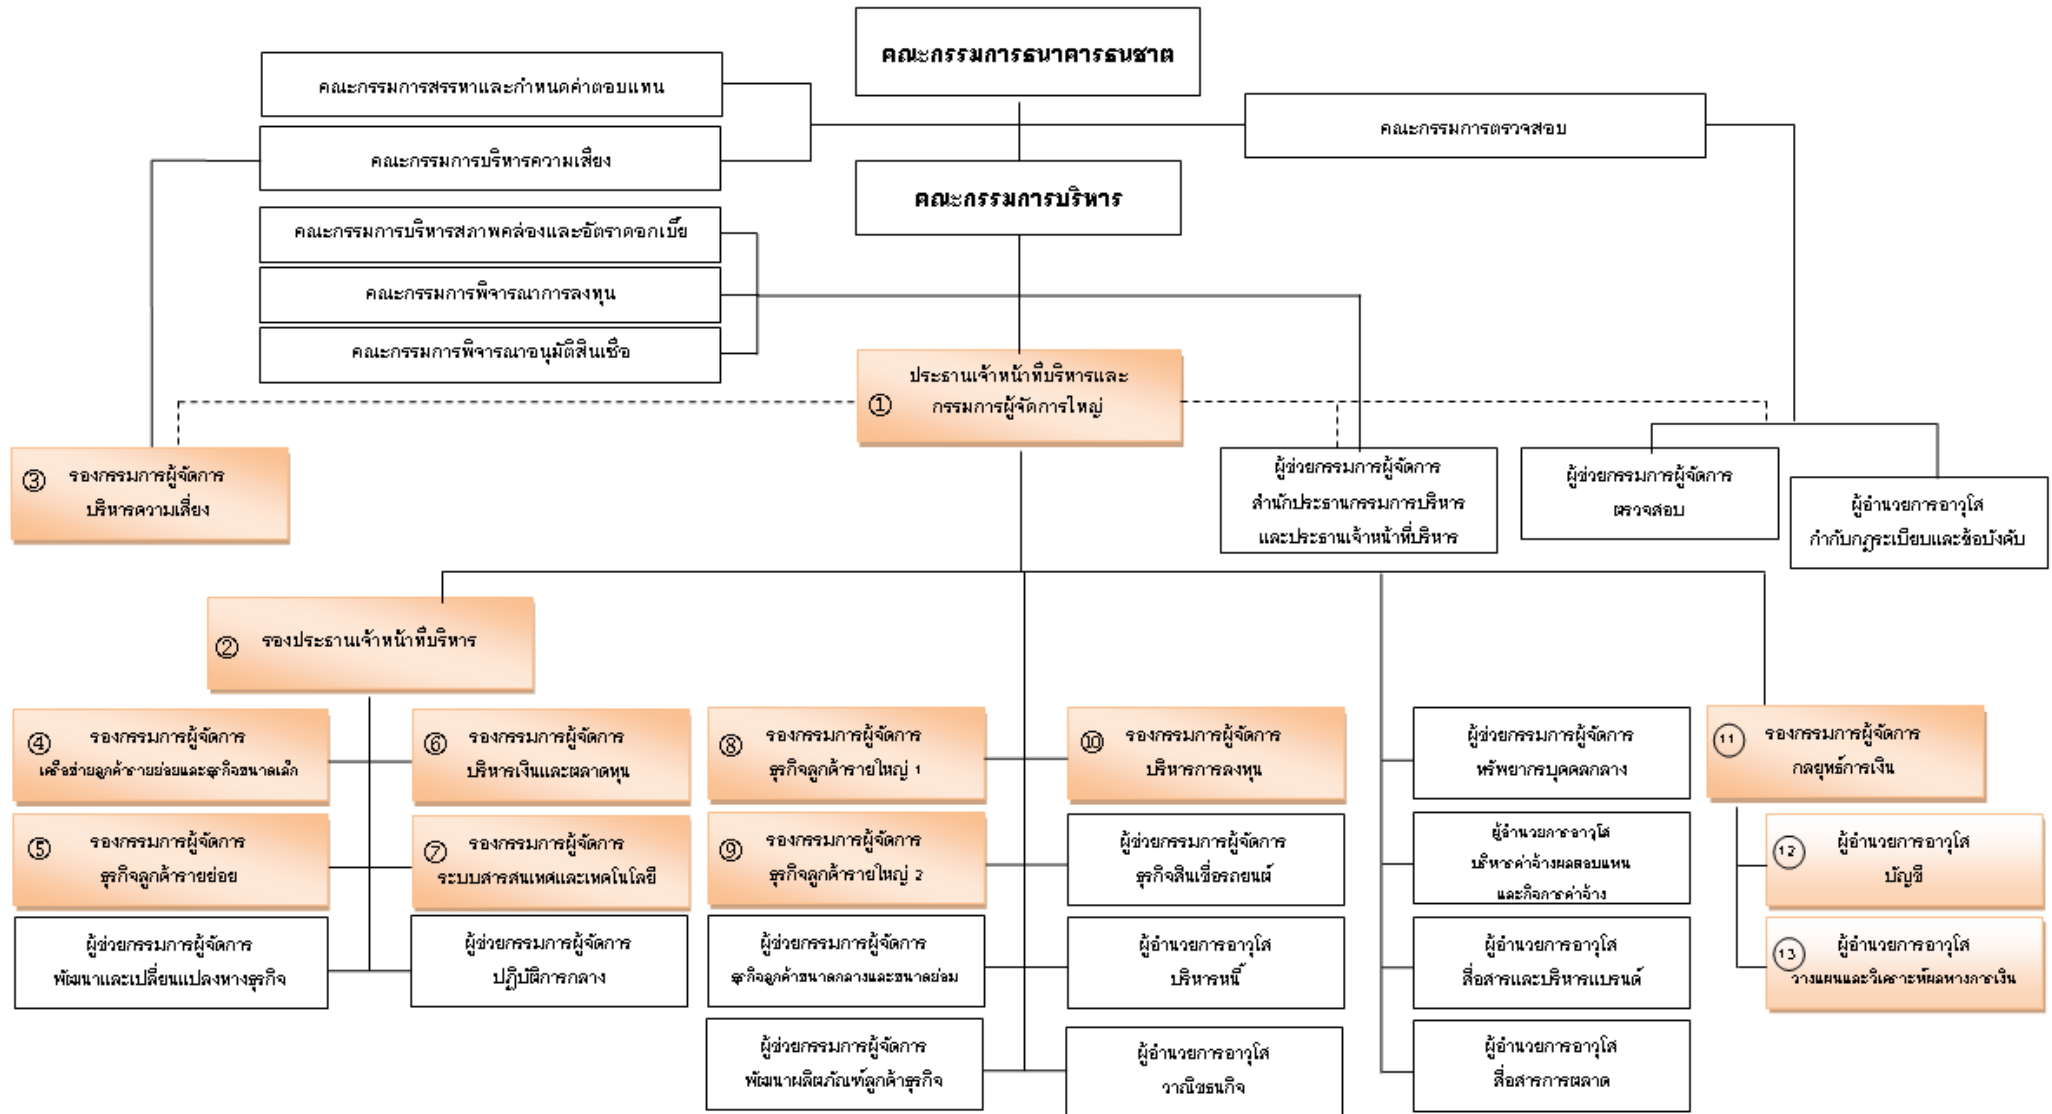 คณะกรรมการธนาคารธนชาต
คณะกรรมการสรรหาและกำหนดค่าตอบแทน
คณะกรรมการตรวจสอบ
คณะกรรมการบริหารความเสี่ยง
คณะกรรมการบริหาร
คณะกรรมการบริหารสภาพคล่องและอัตราดอกเบี้ย
คณะกรรมการพิจารณาการลงทุน
คณะกรรมการพิจารณาอนุมัติสินเชื่อ
① ประธานเจ้าหน้าที่บริหารและ
กรรมการผู้จัดการใหญ่
③ รองกรรมการผู้จัดการ
บริหารความเสี่ยง
ผู้ช่วยกรรมการผู้จัดการ
สำนักประธานกรรมการบริหาร
และประธานเจ้าหน้าที่บริหาร
ผู้ช่วยกรรมการผู้จัดการ
ตรวจสอบ
ผู้อำนวยการอาวุโส
กำกับกฎระเบียบและข้อบังคับ
② รองประธานเจ้าหน้าที่บริหาร
④ รองกรรมการผู้จัดการ
เครือข่ายลูกค้ารายย่อยและธุรกิจขนาดเล็ก
⑥ รองกรรมการผู้จัดการ
บริหารเงินและตลาดทุน
⑧ รองกรรมการผู้จัดการ
ธุรกิจลูกค้ารายใหญ่ 1
⑩ รองกรรมการผู้จัดการ
บริหารการลงทุน
ผู้ช่วยกรรมการผู้จัดการ
ทรัพยากรบุคคลกลาง
11 รองกรรมการผู้จัดการ
กลยุทธ์การเงิน
⑤ รองกรรมการผู้จัดการ
ธุรกิจลูกค้ารายย่อย
⑦ รองกรรมการผู้จัดการ
ระบบสารสนเทศและเทคโนโลยี
⑨ รองกรรมการผู้จัดการ
ธุรกิจลูกค้ารายใหญ่ 2
ผู้ช่วยกรรมการผู้จัดการ
ธุรกิจสินเชื่อรถยนต์
ผู้อำนวยการอาวุโส
บริหารค่าจ้างผลตอบแทน
และกิจการค่าจ้าง
12 ผู้อำนวยการอาวุโส
บัญชี
ผู้ช่วยกรรมการผู้จัดการ
พัฒนาและเปลี่ยนแปลงทางธุรกิจ
ผู้ช่วยกรรมการผู้จัดการ
ปฏิบัติการกลาง
ผู้ช่วยกรรมการผู้จัดการ
ธุรกิจลูกค้าขนาดกลางและขนาดย่อม
ผู้อำนวยการอาวุโส
บริหารหนี้
ผู้อำนวยการอาวุโส
สื่อสารและบริหารแบรนด์
13 ผู้อำนวยการอาวุโส
วางแผนและวิเคราะห์ผลทางการเงิน
ผู้ช่วยกรรมการผู้จัดการ
พัฒนาผลิตภัณฑ์ลูกค้าธุรกิจ
ผู้อำนวยการอาวุโส
วาณิชธนกิจ
ผู้อำนวยการอาวุโส
สื่อสารการตลาด